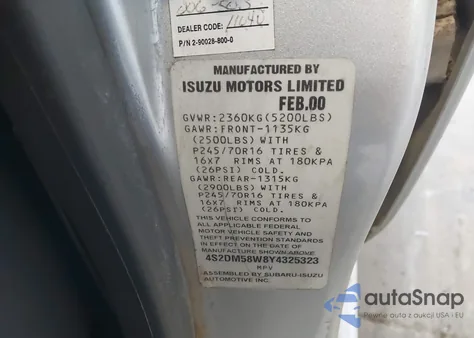 DEALER CODE:
P/N 2-90028-800-0
MANUFACTURED BY
ISUZU MOTORS LIMITED
FEB.00
GVWR:2360KG(5200LBS)
GAWR:FRONT-1135KG
(2500LBS) WITH
P245/70R16 TIRES &
16x7 RIMS AT 180KPA
(26PSI) COLD.
GAWR:REAR-1315KG
(2900LBS) WITH
P245/70R16 TIRES &
16x7 RIMS AT 180KPA
(26PSI) COLD.
THIS VEHICLE CONFORMS TO
ALL APPLICABLE FEDERAL
MOTOR VEHICLE SAFETY AND
THEFT PREVENTION STANDARDS
IN EFFECT ON THE DATE OF
MANUFACTURE SHOWN ABOVE
4S2DM58W8Y4325323
MPV
ASSEMBLED BY SUBARU-ISUZU
AUTOMOTIVE INC.
autaSnap
Pewne auta z USA i EU